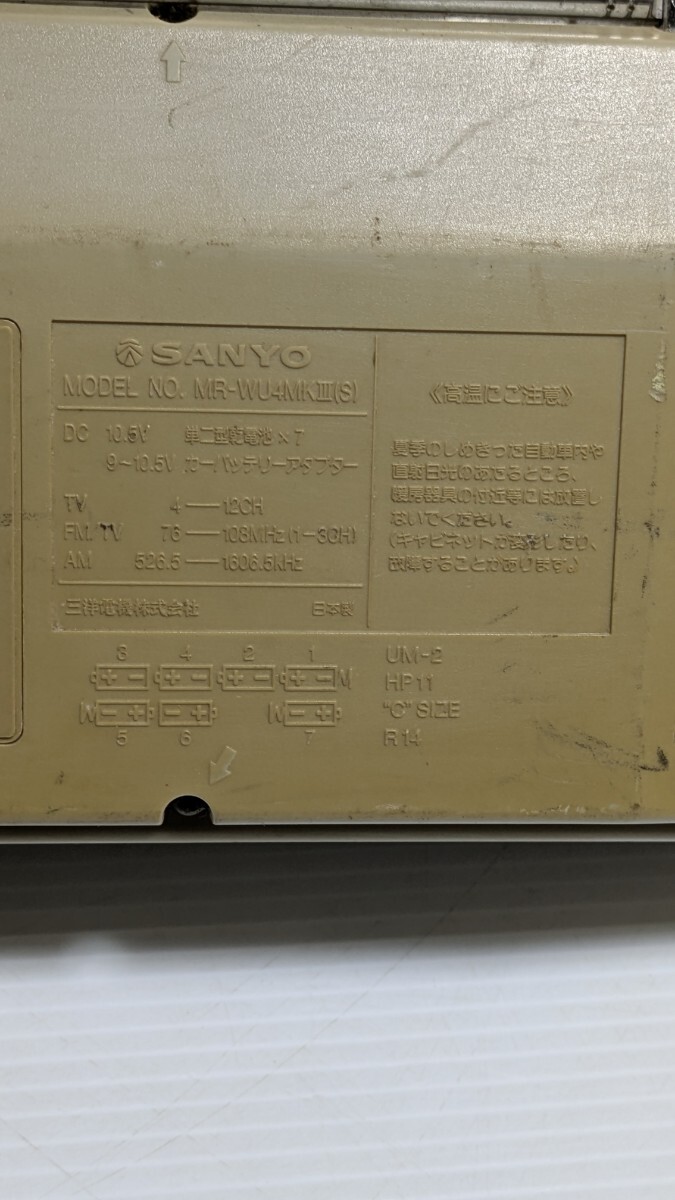 SANYO
MODEL NO. MR-WU4MKⅢ(S)
DC 10.5V 単二型乾電池×7
9〜10.5V カーバッテリーアダプター
TV 4──12CH
FM/TV 76──108MHz(1−3CH)
AM 526.5──1606.5kHz
三洋電機株式会社 日本製
《高温にご注意》
夏季のしめきった自動車内や
直射日光のあたるところ、
暖房器具の付近等には放置し
ないでください。
(キャビネットが変形したり、
故障することがあります。)
3 4 2 1
5 6 7
UM-2
HP11
"C" SIZE
R14